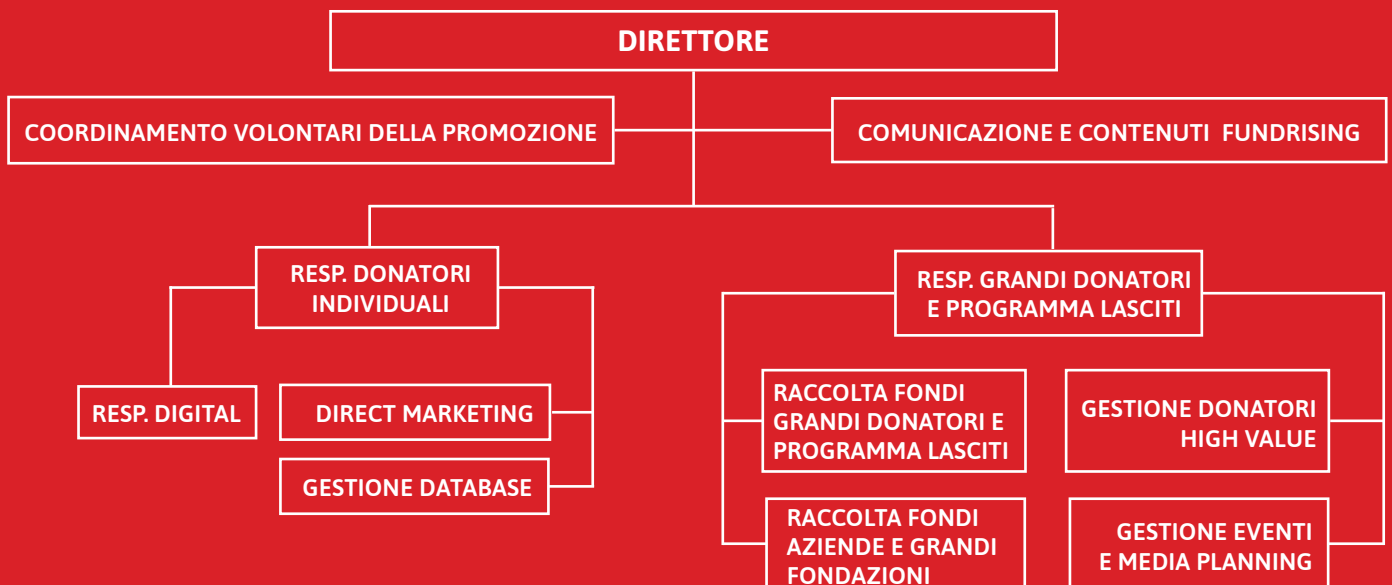 DIRETTORE
COORDINAMENTO VOLONTARI DELLA PROMOZIONE
COMUNICAZIONE E CONTENUTI FUNDRISING
RESP. DONATORI
INDIVIDUALI
RESP. GRANDI DONATORI
E PROGRAMMA LASCITI
RESP. DIGITAL
DIRECT MARKETING
GESTIONE DATABASE
RACCOLTA FONDI
GRANDI DONATORI E
PROGRAMMA LASCITI
GESTIONE DONATORI
HIGH VALUE
RACCOLTA FONDI
AZIENDE E GRANDI
FONDAZIONI
GESTIONE EVENTI
E MEDIA PLANNING